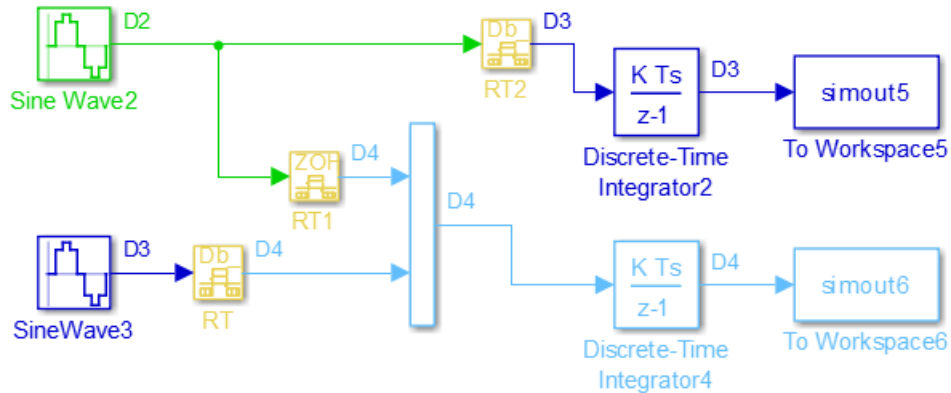 D2
Db
D3
RT2
Sine Wave2
K Ts
z-1
D3
simout5
Discrete-Time
Integrator2
To Workspace5
D4
RT1
D4
D3
Db
D4
RT
SineWave3
K Ts
z-1
D4
simout6
Discrete-Time
Integrator4
To Workspace6